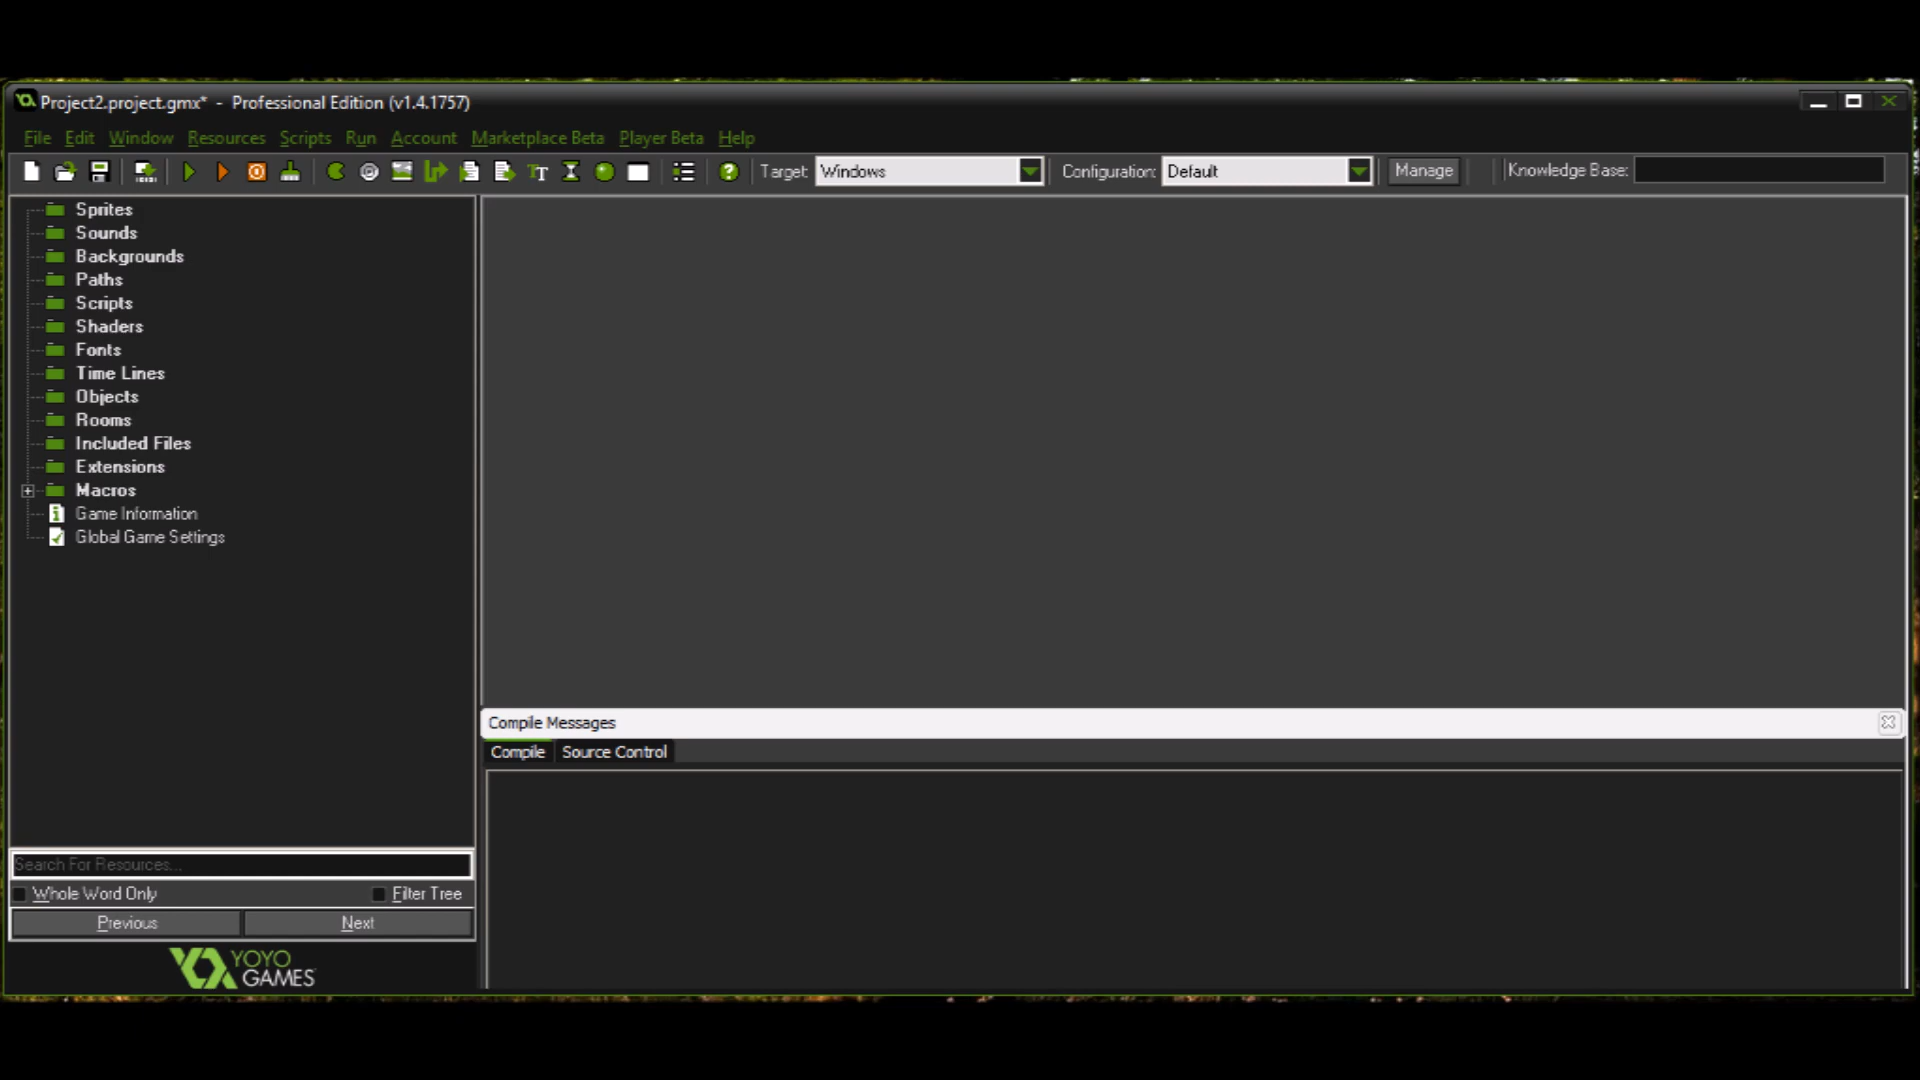 Project2.project.gmx* - Professional Edition (v1.4.1757)
File Edit Window Resources Scripts Run Account Marketplace Beta Player Beta Help
Target: Windows Configuration: Default Manage Knowledge Base:
Sprites
Sounds
Backgrounds
Paths
Scripts
Shaders
Fonts
Time Lines
Objects
Rooms
Included Files
Extensions
Macros
Game Information
Global Game Settings
Compile Messages
Compile Source Control
Search For Resources...
Whole Word Only Filter Tree
Previous Next
YOYO
GAMES